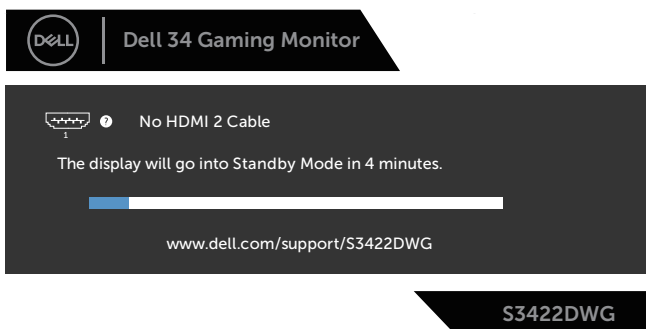 DELL
Dell 34 Gaming Monitor
? No HDMI 2 Cable
1
The display will go into Standby Mode in 4 minutes.
www.dell.com/support/S3422DWG
S3422DWG